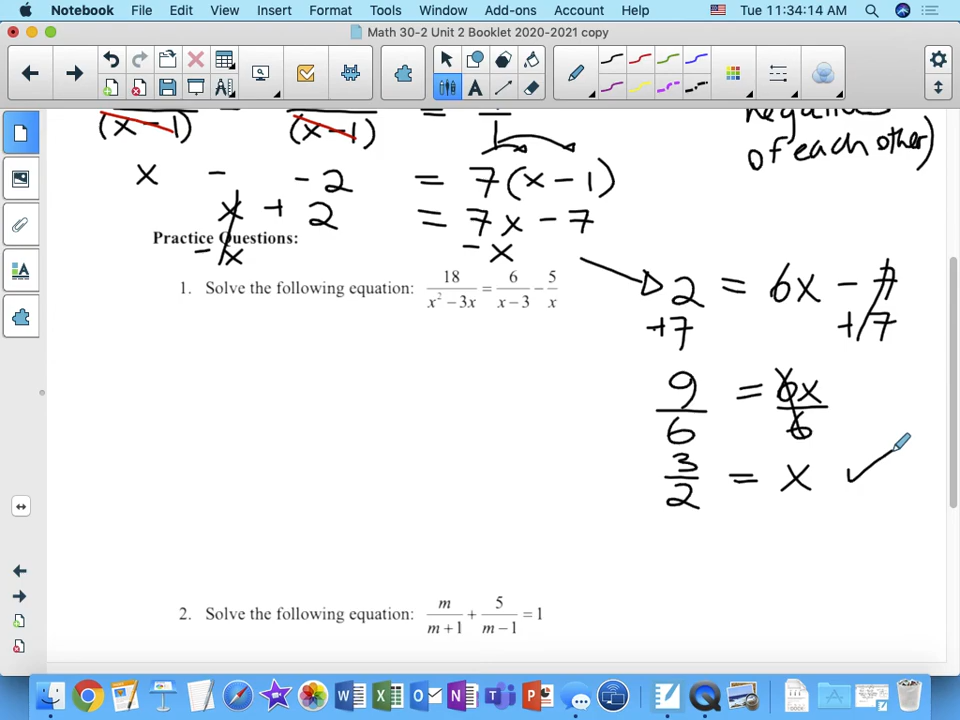 Notebook File Edit View Insert Format Tools Window Add-ons Account Help Tue 11:34:14 AM
Math 30-2 Unit 2 Booklet 2020-2021 copy
(x − 1) (x − 1) = 1
of each other)
x − −2 = 7(x − 1)
x + 2 = 7x − 7
− x − x
Practice Questions:
1. Solve the following equation: 18/(x² − 3x) = 6/(x − 3) − 5/x
2 = 6x − 7
+7 +7
9/6 = 6x/6
3/2 = x ✓
2. Solve the following equation: m/(m + 1) + 5/(m − 1) = 1